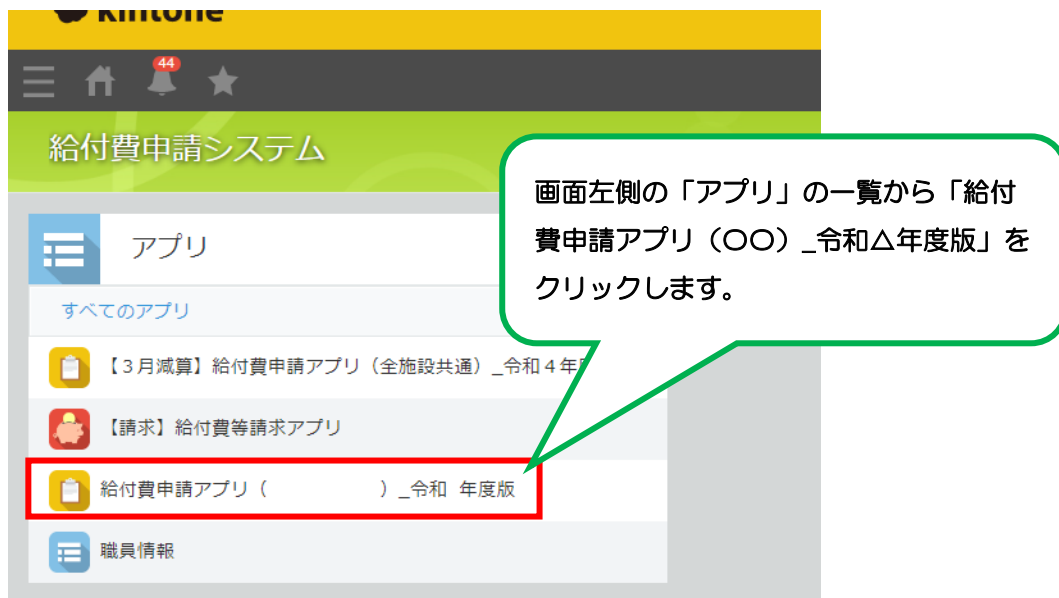 kintone
44
給付費申請システム
画面左側の「アプリ」の一覧から「給付
費申請アプリ（〇〇）_令和△年度版」を
クリックします。
アプリ
すべてのアプリ
【３月減算】給付費申請アプリ（全施設共通）_令和４年
【請求】給付費等請求アプリ
給付費申請アプリ（　　　　　　　）_令和 年度版
職員情報